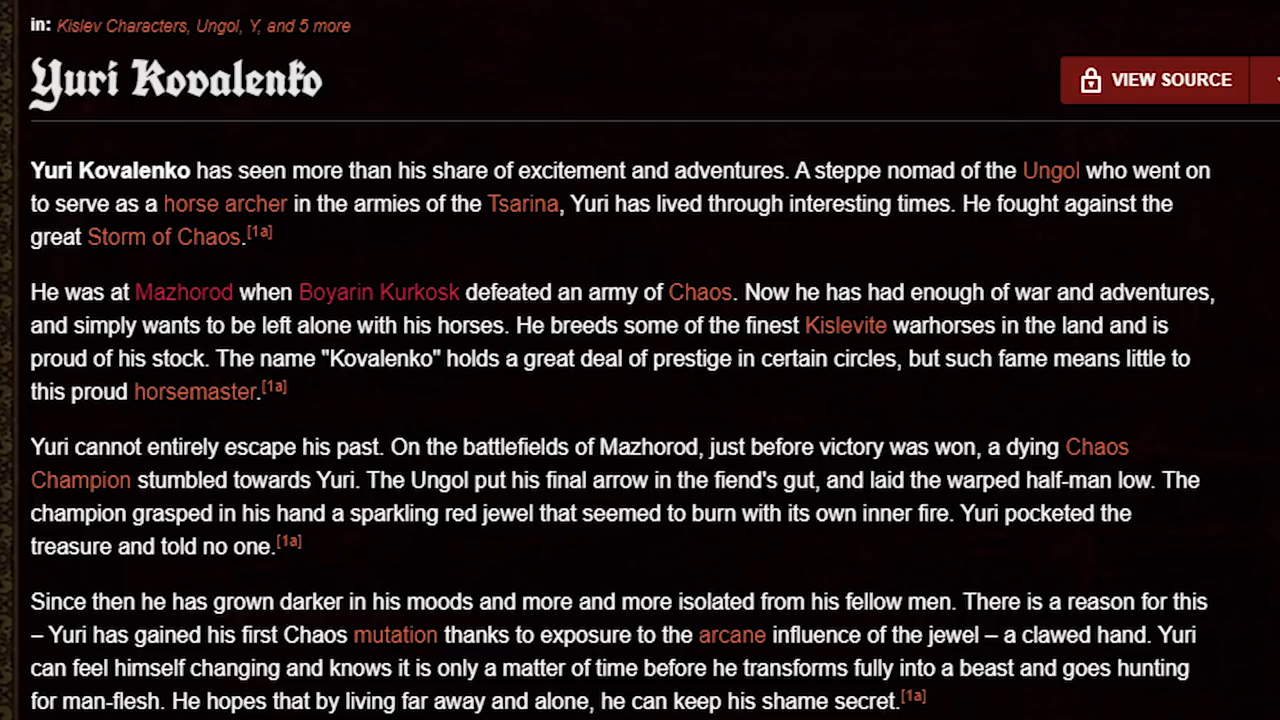 in: Kislev Characters, Ungol, Y, and 5 more
Yuri Kovalenko
VIEW SOURCE
Yuri Kovalenko has seen more than his share of excitement and adventures. A steppe nomad of the Ungol who went on
to serve as a horse archer in the armies of the Tsarina, Yuri has lived through interesting times. He fought against the
great Storm of Chaos.[1a]
He was at Mazhorod when Boyarin Kurkosk defeated an army of Chaos. Now he has had enough of war and adventures,
and simply wants to be left alone with his horses. He breeds some of the finest Kislevite warhorses in the land and is
proud of his stock. The name "Kovalenko" holds a great deal of prestige in certain circles, but such fame means little to
this proud horsemaster.[1a]
Yuri cannot entirely escape his past. On the battlefields of Mazhorod, just before victory was won, a dying Chaos
Champion stumbled towards Yuri. The Ungol put his final arrow in the fiend's gut, and laid the warped half-man low. The
champion grasped in his hand a sparkling red jewel that seemed to burn with its own inner fire. Yuri pocketed the
treasure and told no one.[1a]
Since then he has grown darker in his moods and more and more isolated from his fellow men. There is a reason for this
– Yuri has gained his first Chaos mutation thanks to exposure to the arcane influence of the jewel – a clawed hand. Yuri
can feel himself changing and knows it is only a matter of time before he transforms fully into a beast and goes hunting
for man-flesh. He hopes that by living far away and alone, he can keep his shame secret.[1a]